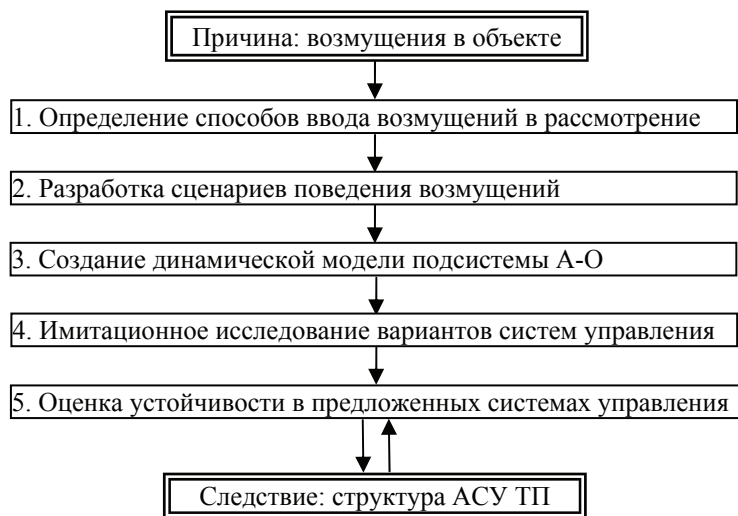 Причина: возмущения в объекте
1. Определение способов ввода возмущений в рассмотрение
2. Разработка сценариев поведения возмущений
3. Создание динамической модели подсистемы А-О
4. Имитационное исследование вариантов систем управления
5. Оценка устойчивости в предложенных системах управления
Следствие: структура АСУ ТП